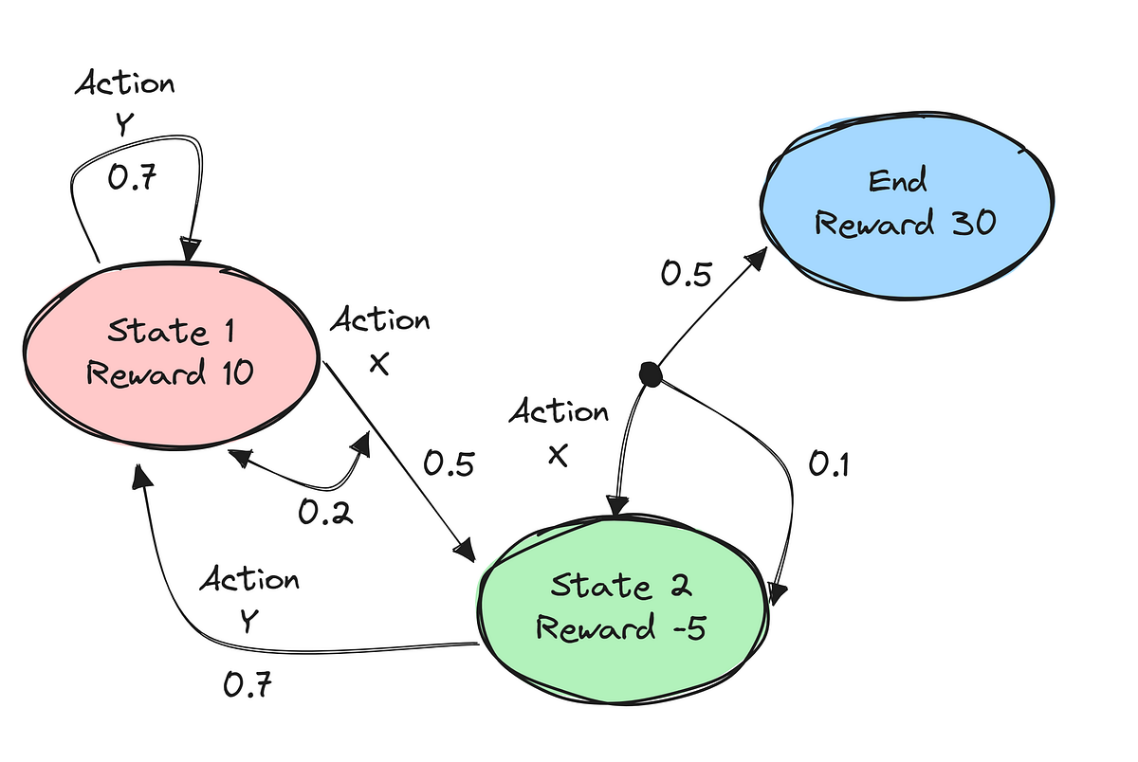 Action
Y
0.7
State 1
Reward 10
Action
X
0.5
0.2
Action
Y
0.7
End
Reward 30
0.5
Action
X
0.1
State 2
Reward -5